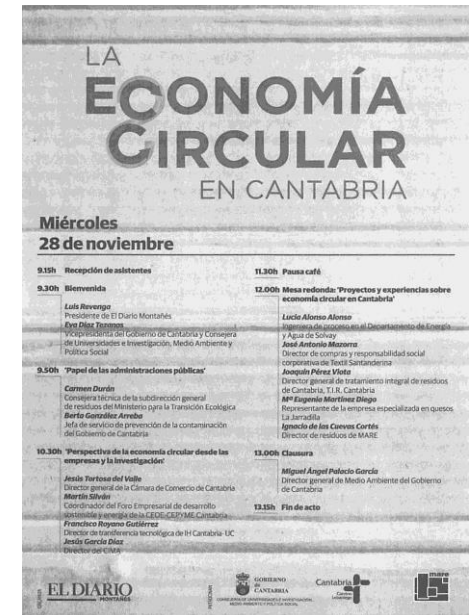 LA
ECONOMÍA
CIRCULAR
EN CANTABRIA
Miércoles
28 de noviembre
9.15h Recepción de asistentes
9.30h Bienvenida
Luis Revenga
Presidente de El Diario Montañés
Eva Díaz Tezanos
Vicepresidenta del Gobierno de Cantabria y Consejera
de Universidades e Investigación, Medio Ambiente y
Política Social
9.50h 'Papel de las administraciones públicas'
Carmen Durán
Consejera técnica de la subdirección general
de residuos del Ministerio para la Transición Ecológica
Berta González Arreba
Jefa de servicio de prevención de la contaminación
del Gobierno de Cantabria
10.30h 'Perspectiva de la economía circular desde las
empresas y la investigación'
Jesús Tortosa del Valle
Director general de la Cámara de Comercio de Cantabria
Martín Silván
Coordinador del Foro Empresarial de desarrollo
sostenible y energía de la CEOE-CEPYME Cantabria
Francisco Royano Gutiérrez
Director de transferencia tecnológica de IH Cantabria- UC
Jesús García Díaz
Director del CIMA
11.30h Pausa café
12.00h Mesa redonda: 'Proyectos y experiencias sobre
economía circular en Cantabria'
Lucio Alonso Alonso
Ingeniera de proceso en el Departamento de Energía
y Agua de Solvay
José Antonio Mazorra
Director de compras y responsabilidad social
corporativa de Textil Santanderina
Joaquín Pérez Viota
Director general de tratamiento integral de residuos
de Cantabria, T.I.R. Cantabria
Mª Eugenia Martínez Diego
Representante de la empresa especializada en quesos
La Jarradilla
Ignacio de las Cuevas Cortés
Director de residuos de MARE
13.00h Clausura
Miguel Ángel Palacio García
Director general de Medio Ambiente del Gobierno
de Cantabria
13.15h Fin de acto
EL DIARIO
MONTAÑÉS
GOBIERNO
de
CANTABRIA
CONSEJERÍA DE UNIVERSIDADES E INVESTIGACIÓN,
MEDIO AMBIENTE Y POLÍTICA SOCIAL
Cantabria
mare